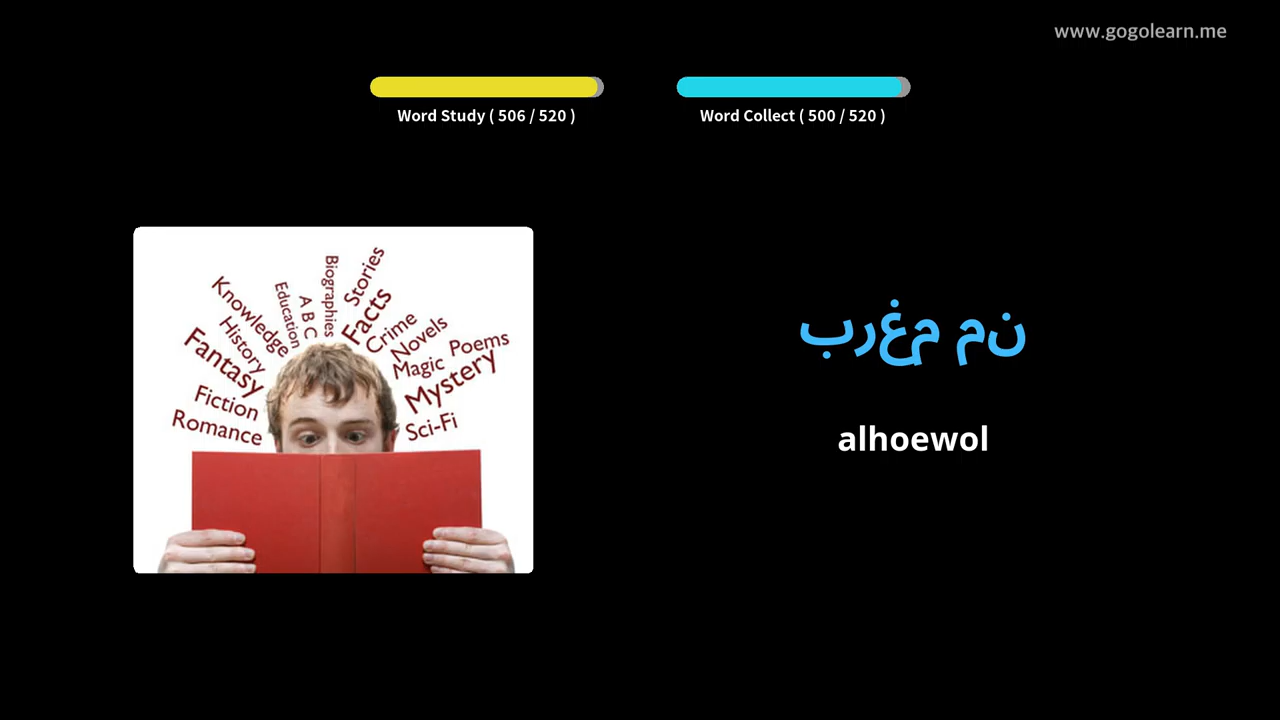 www.gogolearn.me
Word Study ( 506 / 520 )
Word Collect ( 500 / 520 )
Romance
Fiction
Fantasy
History
Knowledge
Education
A B C
Biographies
Stories
Facts
Crime
Novels
Poems
Magic
Mystery
Sci-Fi
برغم من
alhoewol